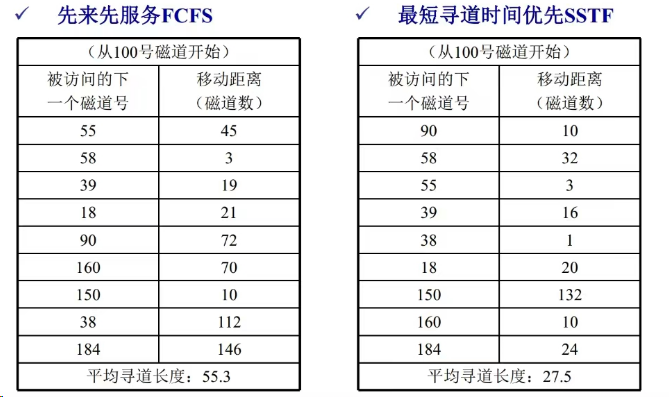 ✓ 先来先服务FCFS
(从100号磁道开始)
被访问的下一个磁道号 移动距离(磁道数)
55 45
58 3
39 19
18 21
90 72
160 70
150 10
38 112
184 146
平均寻道长度:55.3
✓ 最短寻道时间优先SSTF
(从100号磁道开始)
被访问的下一个磁道号 移动距离(磁道数)
90 10
58 32
55 3
39 16
38 1
18 20
150 132
160 10
184 24
平均寻道长度:27.5